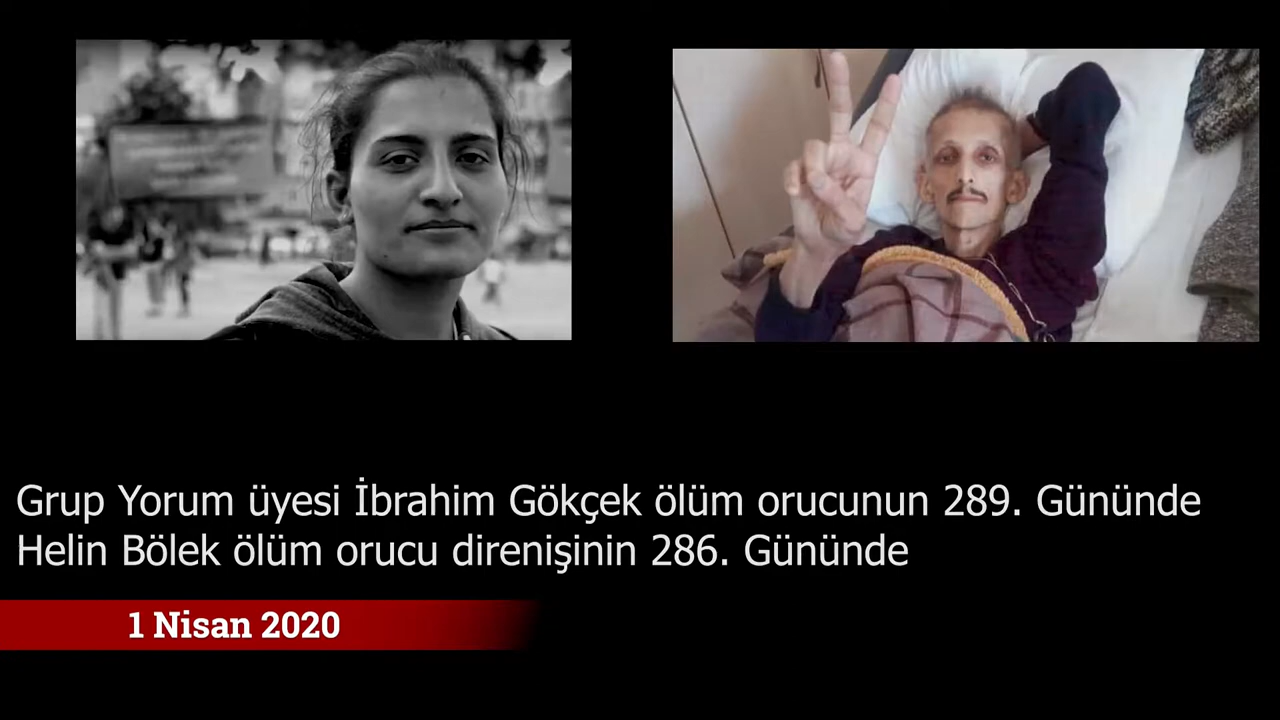 Grup Yorum üyesi İbrahim Gökçek ölüm orucunun 289. Gününde
Helin Bölek ölüm orucu direnişinin 286. Gününde
1 Nisan 2020